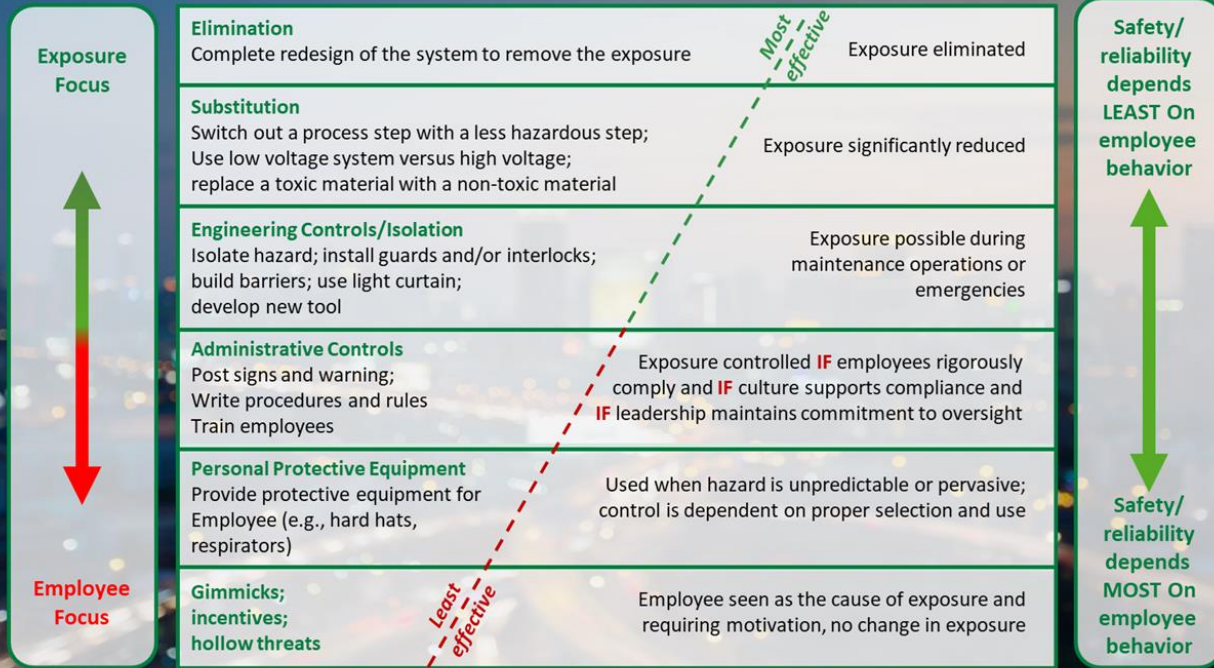 Exposure
Focus
Employee
Focus
Elimination
Complete redesign of the system to remove the exposure
Most
effective
Exposure eliminated
Substitution
Switch out a process step with a less hazardous step;
Use low voltage system versus high voltage;
replace a toxic material with a non-toxic material
Exposure significantly reduced
Engineering Controls/Isolation
Isolate hazard; install guards and/or interlocks;
build barriers; use light curtain;
develop new tool
Exposure possible during
maintenance operations or
emergencies
Administrative Controls
Post signs and warning;
Write procedures and rules
Train employees
Exposure controlled IF employees rigorously
comply and IF culture supports compliance and
IF leadership maintains commitment to oversight
Personal Protective Equipment
Provide protective equipment for
Employee (e.g., hard hats,
respirators)
Used when hazard is unpredictable or pervasive;
control is dependent on proper selection and use
Gimmicks;
incentives;
hollow threats
Least
effective
Employee seen as the cause of exposure and
requiring motivation, no change in exposure
Safety/
reliability
depends
LEAST On
employee
behavior
Safety/
reliability
depends
MOST On
employee
behavior